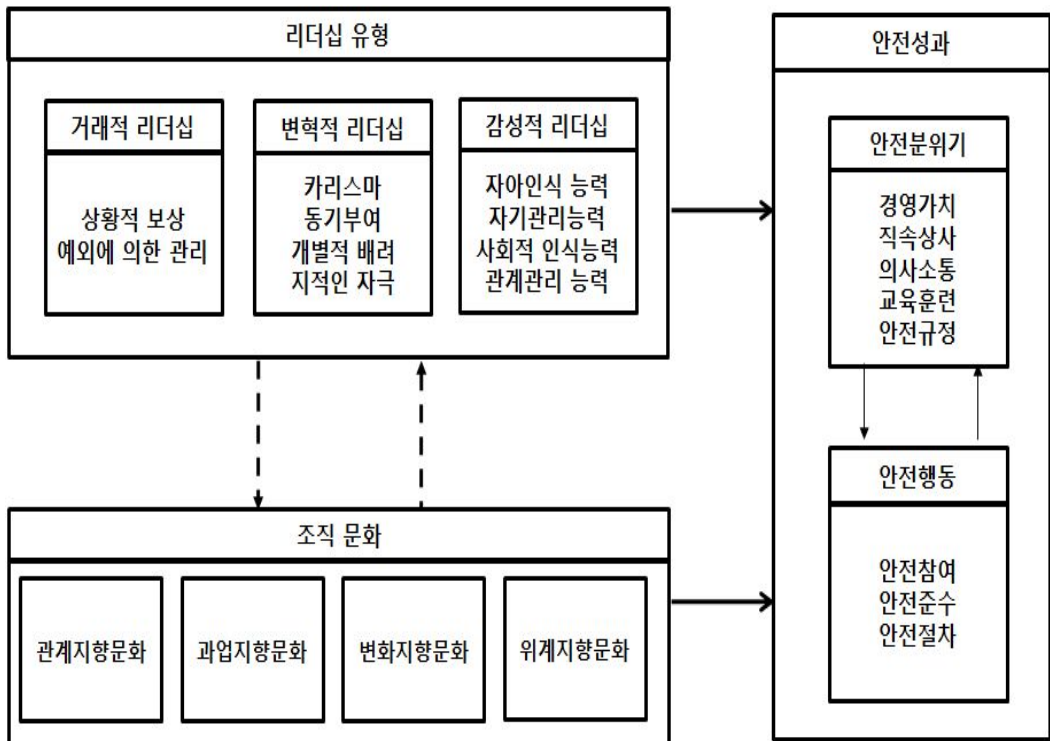 리더십 유형
거래적 리더십
상황적 보상
예외에 의한 관리
변혁적 리더십
카리스마
동기부여
개별적 배려
지적인 자극
감성적 리더십
자아인식 능력
자기관리능력
사회적 인식능력
관계관리 능력
조직 문화
관계지향문화
과업지향문화
변화지향문화
위계지향문화
안전성과
안전분위기
경영가치
직속상사
의사소통
교육훈련
안전규정
안전행동
안전참여
안전준수
안전절차